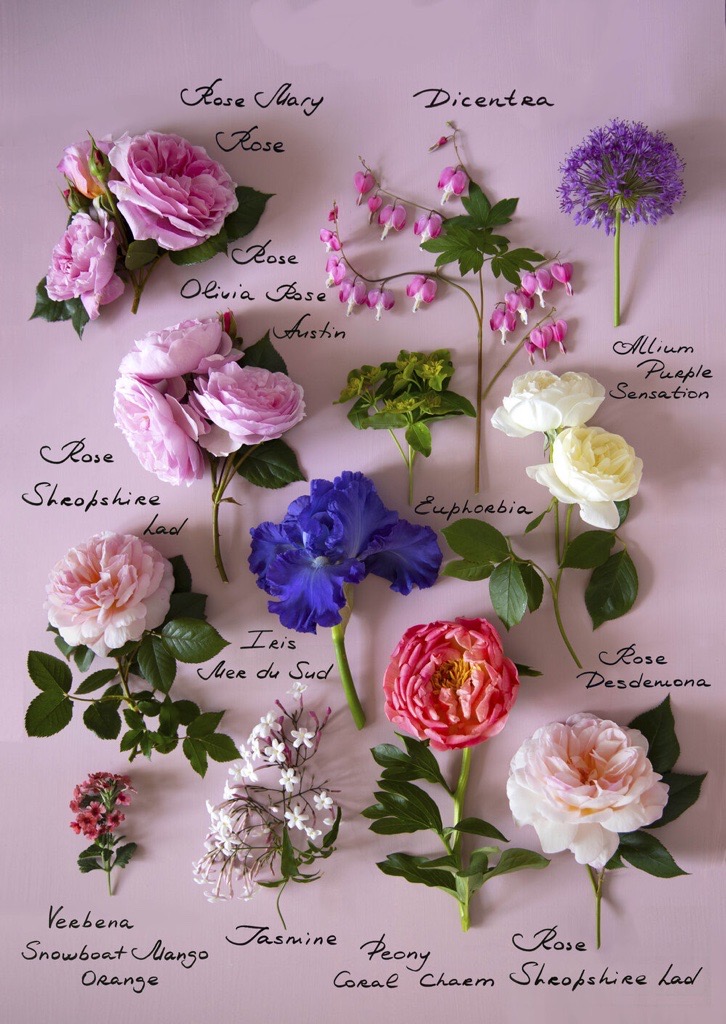 Rose Mary
Rose
Dicentra
Rose
Olivia Rose
Austin
Allium
Purple
Sensation
Rose
Shropshire
Lad
Euphorbia
Iris
Mer du Sud
Rose
Desdemona
Verbena
Snowboat Mango
Orange
Jasmine
Peony
Coral Charm
Rose
Shropshire Lad